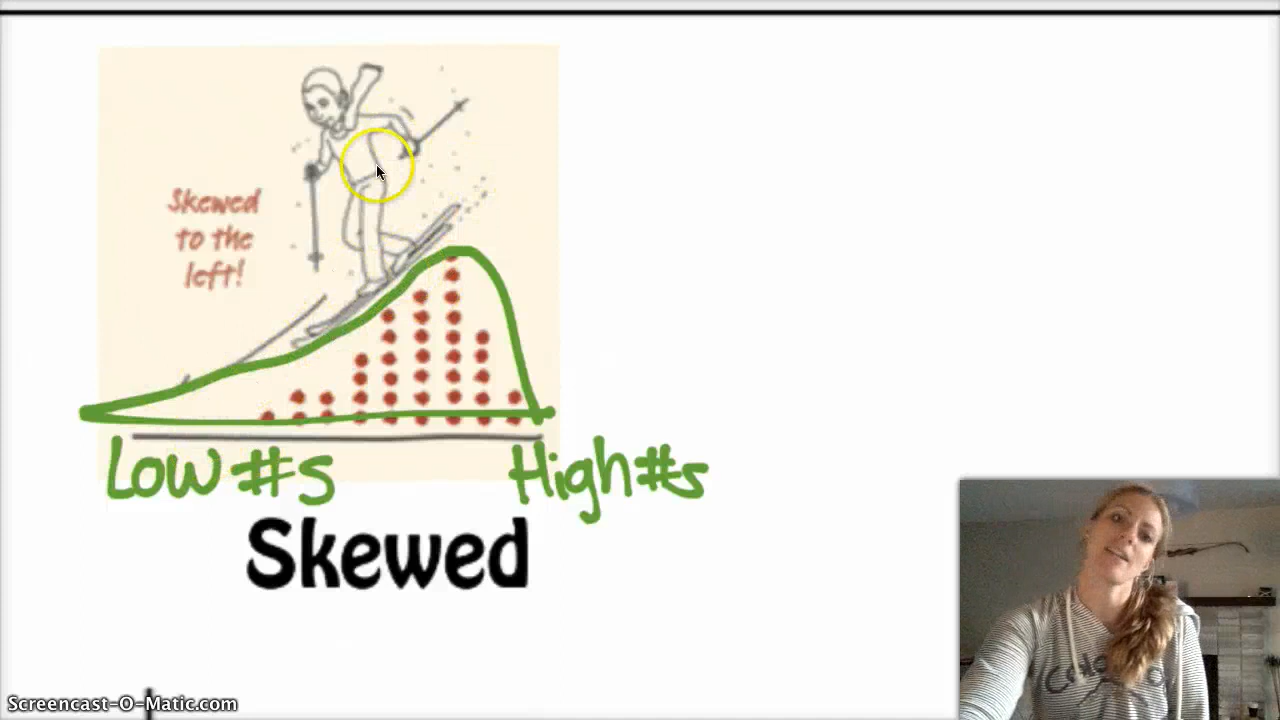 Skewed
to the
left!
Low #s High #s
Skewed
Screencast-O-Matic.com